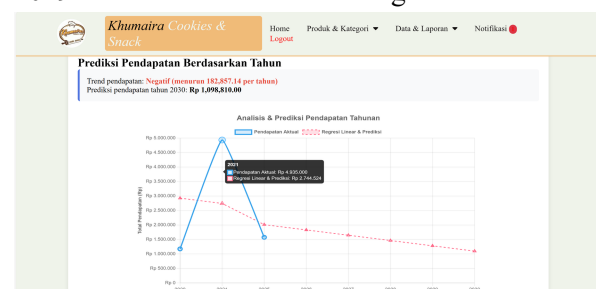 Khumaira Cookies & Snack
Home
Produk & Kategori
Data & Laporan
Notifikasi
Logout
Prediksi Pendapatan Berdasarkan Tahun
Trend pendapatan: Negatif (menurun 182,857.14 per tahun)
Prediksi pendapatan tahun 2030: Rp 1,098,810.00
Analisis & Prediksi Pendapatan Tahunan
Pendapatan Aktual
Regresi Linear & Prediksi
Total Pendapatan (Rp)
Rp 5.000.000
Rp 4.500.000
Rp 4.000.000
Rp 3.500.000
Rp 3.000.000
Rp 2.500.000
Rp 2.000.000
Rp 1.500.000
Rp 1.000.000
Rp 500.000
Rp 0
2021
Pendapatan Aktual: Rp 4.935.000
Regresi Linear & Prediksi: Rp 2.744.524